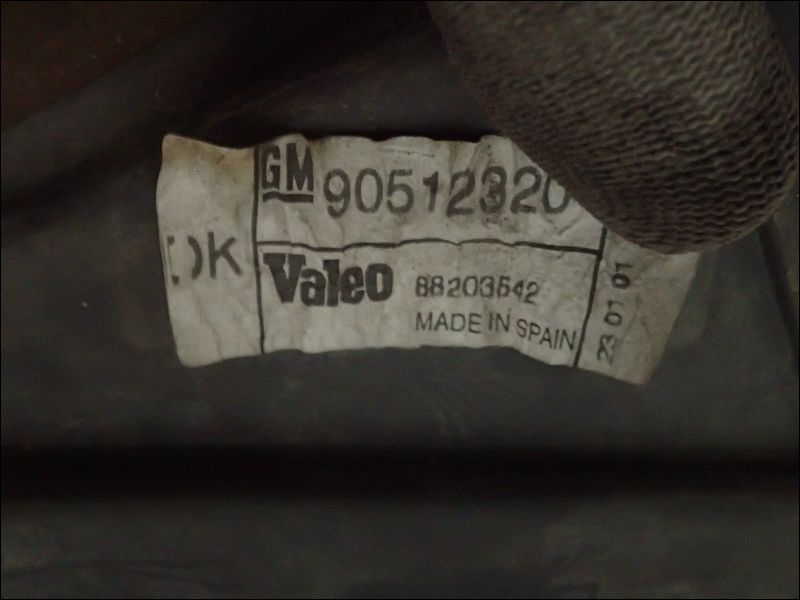 OK
GM 90512320
Valeo 88203542
MADE IN SPAIN
23 01 01